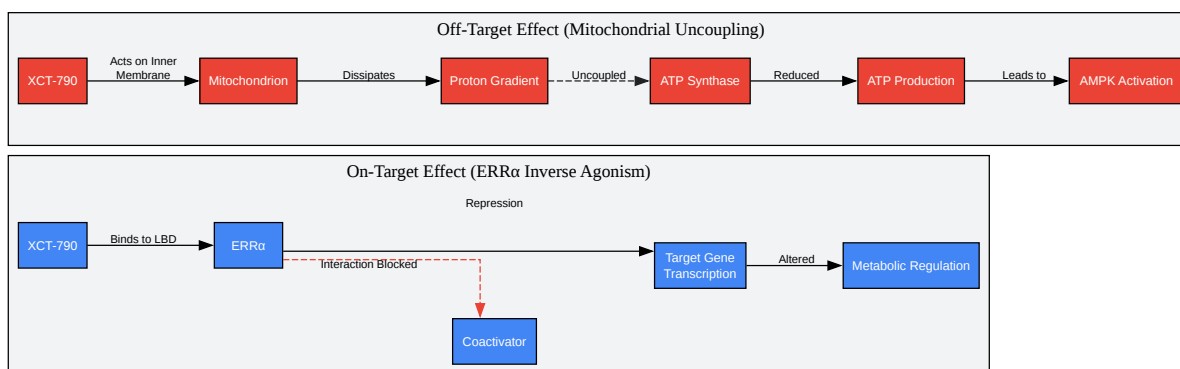 Off-Target Effect (Mitochondrial Uncoupling)
XCT-790
Acts on Inner
Membrane
Mitochondrion
Dissipates
Proton Gradient
Uncoupled
ATP Synthase
Reduced
ATP Production
Leads to
AMPK Activation
On-Target Effect (ERRα Inverse Agonism)
Repression
XCT-790
Binds to LBD
ERRα
Interaction Blocked
Target Gene
Transcription
Altered
Metabolic Regulation
Coactivator